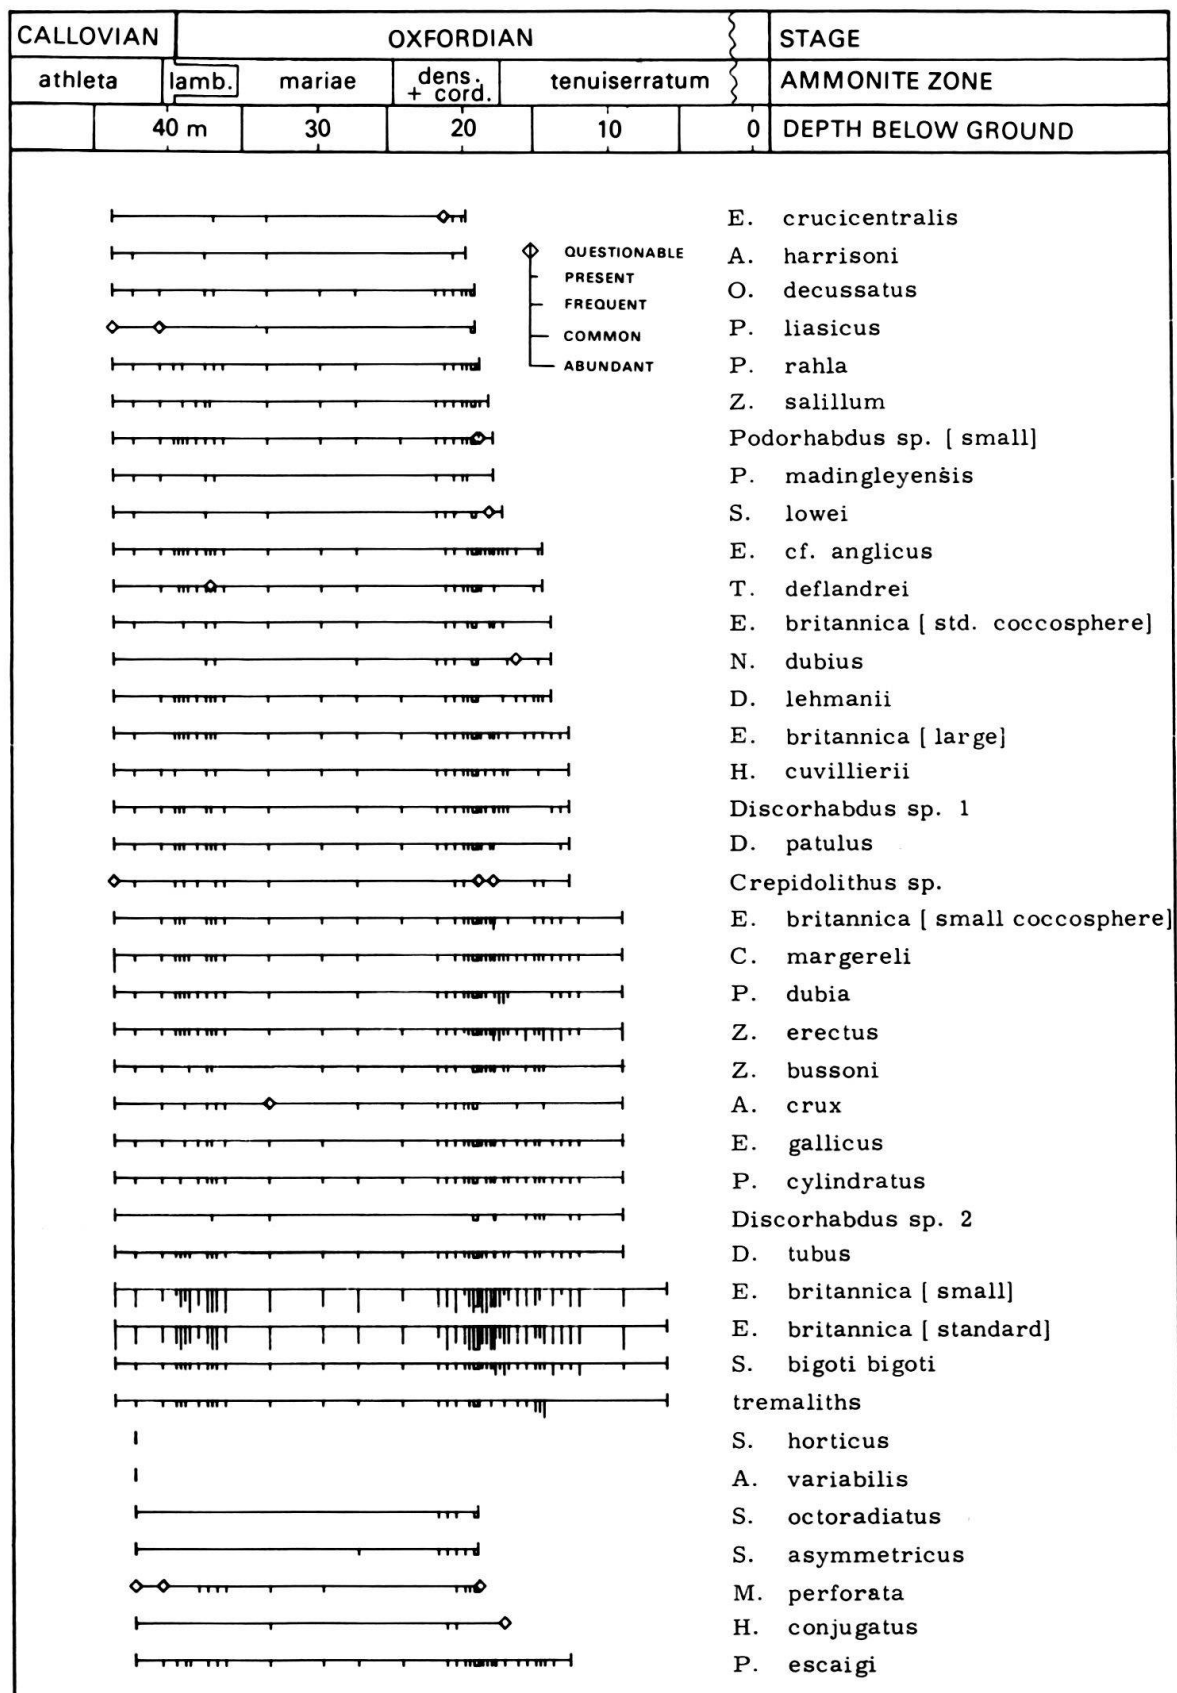 CALLOVIAN OXFORDIAN STAGE
athleta lamb. mariae dens. + cord. tenuiserratum AMMONITE ZONE
40 m 30 20 10 0 DEPTH BELOW GROUND
E. crucicentralis
QUESTIONABLE
A. harrisoni
PRESENT
O. decussatus
FREQUENT
P. liasicus
COMMON
ABUNDANT
P. rahla
Z. salillum
Podorhabdus sp. [ small]
P. madingleyensis
S. lowei
E. cf. anglicus
T. deflandrei
E. britannica [ std. coccosphere]
N. dubius
D. lehmanii
E. britannica [ large]
H. cuvillierii
Discorhabdus sp. 1
D. patulus
Crepidolithus sp.
E. britannica [ small coccosphere]
C. margereli
P. dubia
Z. erectus
Z. bussoni
A. crux
E. gallicus
P. cylindratus
Discorhabdus sp. 2
D. tubus
E. britannica [ small]
E. britannica [ standard]
S. bigoti bigoti
tremaliths
S. horticus
A. variabilis
S. octoradiatus
S. asymmetricus
M. perforata
H. conjugatus
P. escaigi